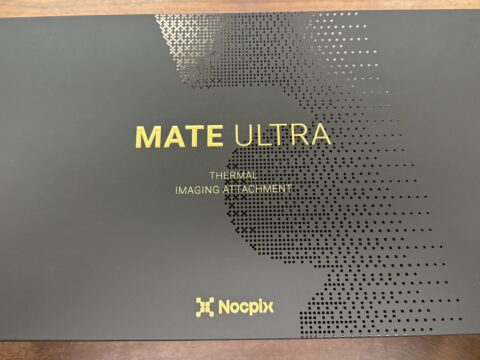 MATE ULTRA
THERMAL
IMAGING ATTACHMENT
Nocpix